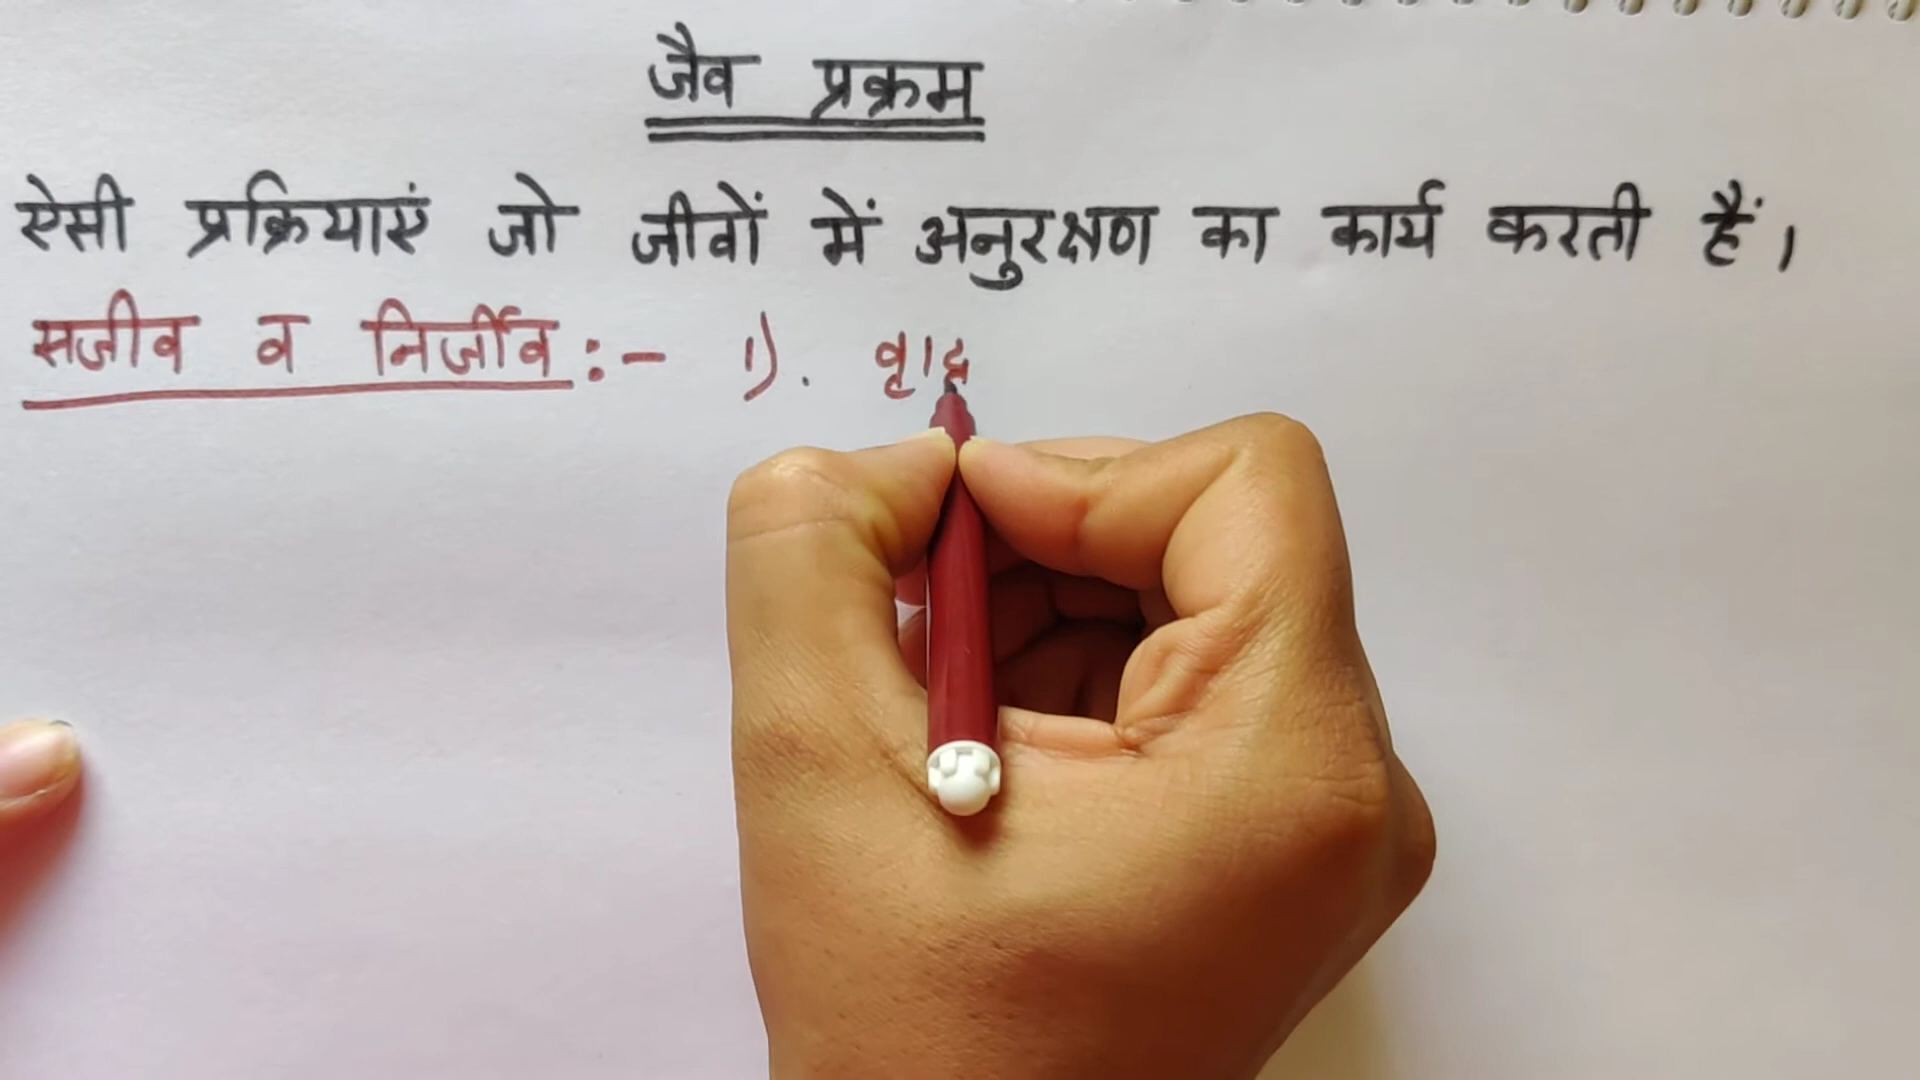 जैव प्रक्रम
ऐसी प्रक्रियाएं जो जीवों में अनुरक्षण का कार्य करती हैं।
सजीव व निर्जीव :- 1).